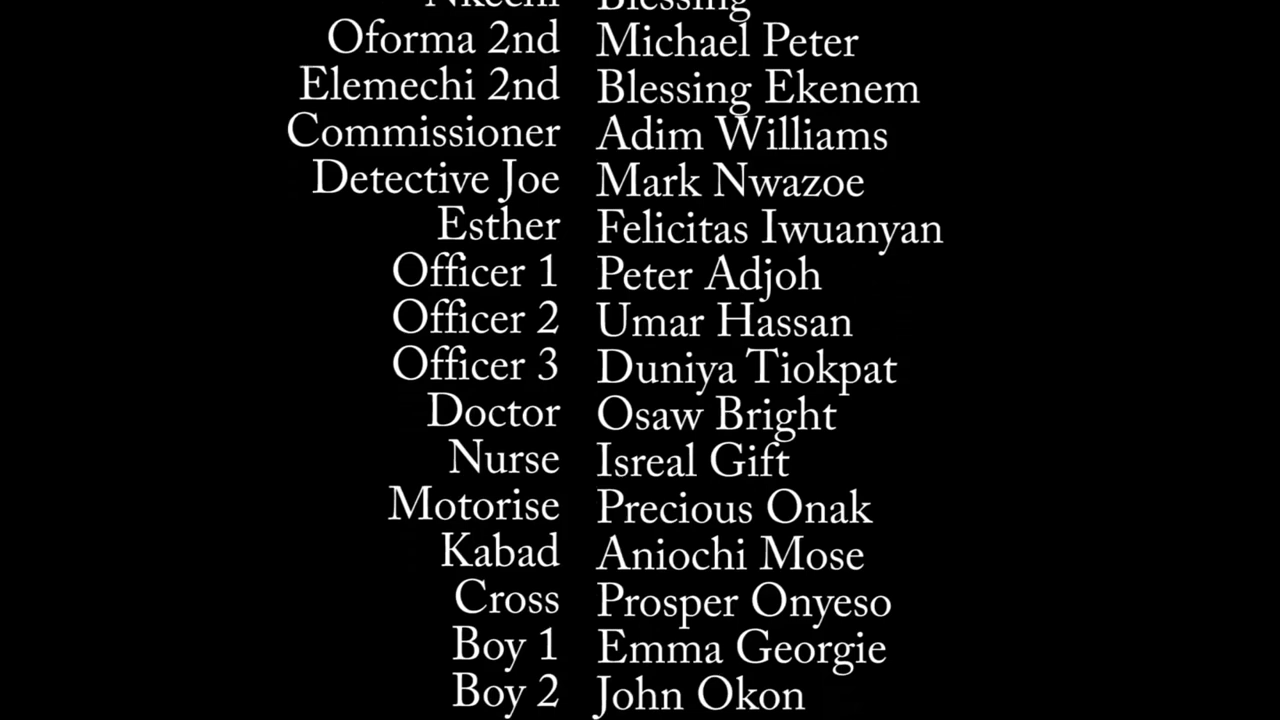 Nkechi Blessing
Oforma 2nd Michael Peter
Elemechi 2nd Blessing Ekenem
Commissioner Adim Williams
Detective Joe Mark Nwazoe
Esther Felicitas Iwuanyan
Officer 1 Peter Adjoh
Officer 2 Umar Hassan
Officer 3 Duniya Tiokpat
Doctor Osaw Bright
Nurse Isreal Gift
Motorise Precious Onak
Kabad Aniochi Mose
Cross Prosper Onyeso
Boy 1 Emma Georgie
Boy 2 John Okon